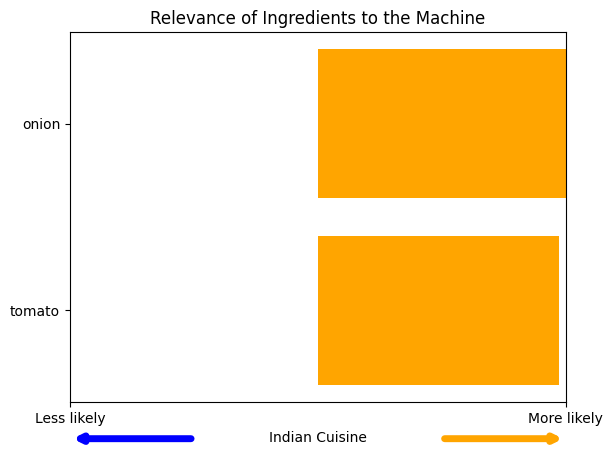 Relevance of Ingredients to the Machine
onion
tomato
Less likely
More likely
Indian Cuisine